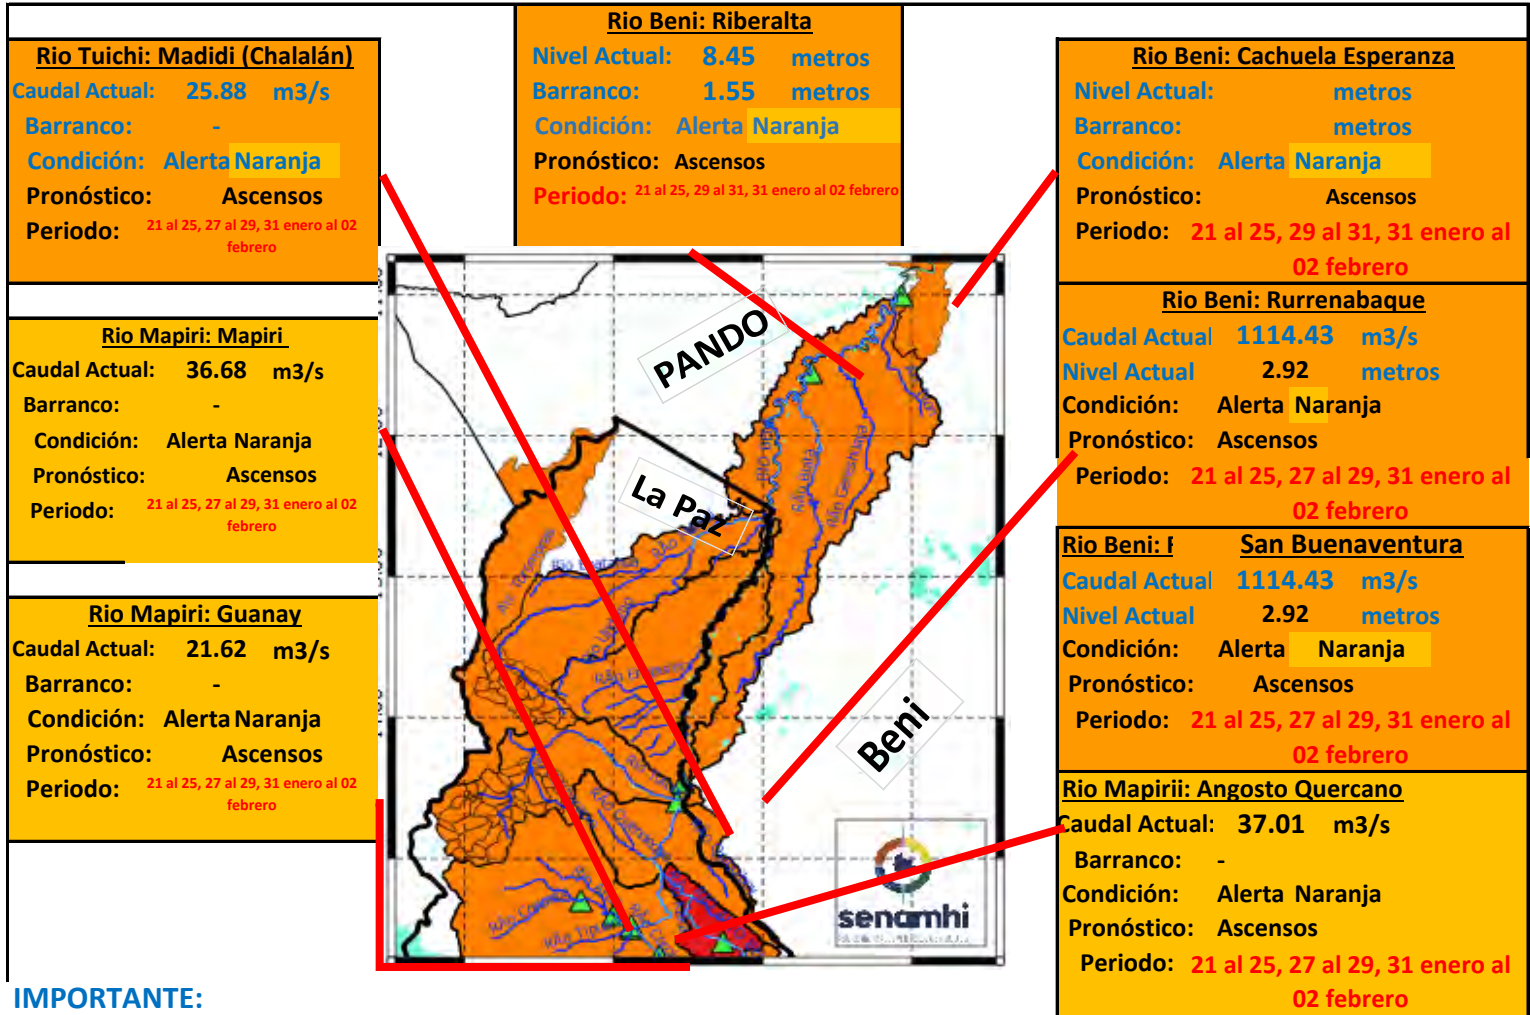 Rio Beni: Riberalta
Nivel Actual: 8.45 metros
Barranco: 1.55 metros
Condición: Alerta Naranja
Pronóstico: Ascensos
Periodo: 21 al 25, 29 al 31, 31 enero al 02 febrero
Rio Tuichi: Madidi (Chalalán)
Caudal Actual: 25.88 m3/s
Barranco: -
Condición: Alerta Naranja
Pronóstico: Ascensos
Periodo: 21 al 25, 27 al 29, 31 enero al 02
febrero
Rio Mapiri: Mapiri
Caudal Actual: 36.68 m3/s
Barranco: -
Condición: Alerta Naranja
Pronóstico: Ascensos
Periodo: 21 al 25, 27 al 29, 31 enero al 02
febrero
Rio Mapiri: Guanay
Caudal Actual: 21.62 m3/s
Barranco: -
Condición: Alerta Naranja
Pronóstico: Ascensos
Periodo: 21 al 25, 27 al 29, 31 enero al 02
febrero
PANDO
La Paz
Beni
senamhi
Rio Beni: Cachuela Esperanza
Nivel Actual: metros
Barranco: metros
Condición: Alerta Naranja
Pronóstico: Ascensos
Periodo: 21 al 25, 29 al 31, 31 enero al
02 febrero
Rio Beni: Rurrenabaque
Caudal Actual 1114.43 m3/s
Nivel Actual 2.92 metros
Condición: Alerta Naranja
Pronóstico: Ascensos
Periodo: 21 al 25, 27 al 29, 31 enero al
02 febrero
Rio Beni: San Buenaventura
Caudal Actual 1114.43 m3/s
Nivel Actual 2.92 metros
Condición: Alerta Naranja
Pronóstico: Ascensos
Periodo: 21 al 25, 27 al 29, 31 enero al
02 febrero
Rio Mapirii: Angosto Quercano
Caudal Actual: 37.01 m3/s
Barranco: -
Condición: Alerta Naranja
Pronóstico: Ascensos
Periodo: 21 al 25, 27 al 29, 31 enero al
02 febrero
IMPORTANTE: